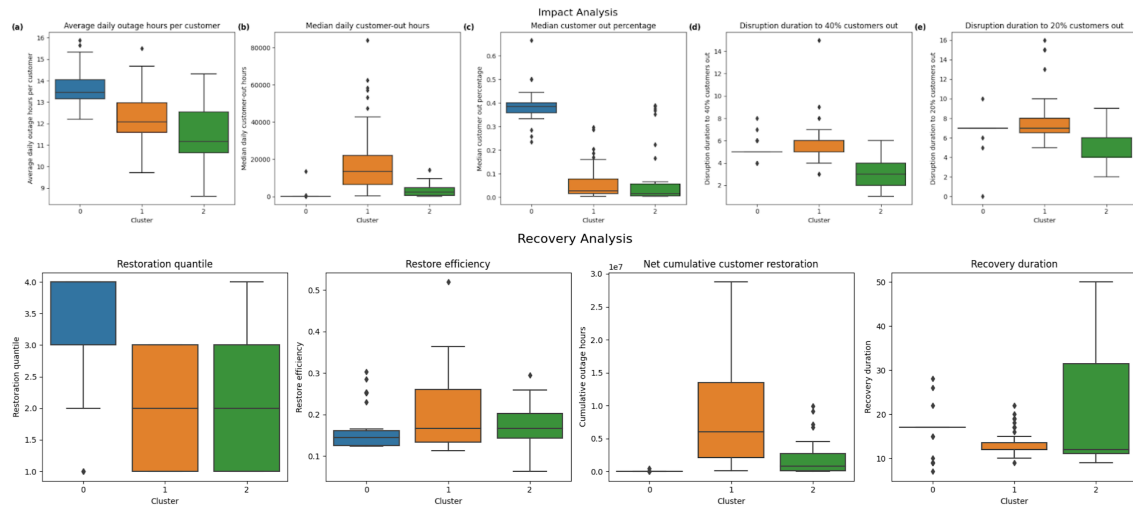 Impact Analysis
(a) Average daily outage hours per customer
Average daily outage hours per customer
16
15
14
13
12
11
10
9
0 1 2
Cluster
(b) Median daily customer-out hours
Median daily customer-out hours
80000
60000
40000
20000
0
0 1 2
Cluster
(c) Median customer out percentage
Median customer out percentage
0.6
0.5
0.4
0.3
0.2
0.1
0.0
0 1 2
Cluster
(d) Disruption duration to 40% customers out
Disruption duration to 40% customers out
14
12
10
8
6
4
2
0 1 2
Cluster
(e) Disruption duration to 20% customers out
Disruption duration to 20% customers out
16
14
12
10
8
6
4
2
0
0 1 2
Cluster
Recovery Analysis
Restoration quantile
Restoration quantile
4.0
3.5
3.0
2.5
2.0
1.5
1.0
0 1 2
Cluster
Restore efficiency
Restore efficiency
0.5
0.4
0.3
0.2
0.1
0 1 2
Cluster
Net cumulative customer restoration
1e7
Cumulative outage hours
3.0
2.5
2.0
1.5
1.0
0.5
0.0
0 1 2
Cluster
Recovery duration
Recovery duration
50
40
30
20
10
0 1 2
Cluster